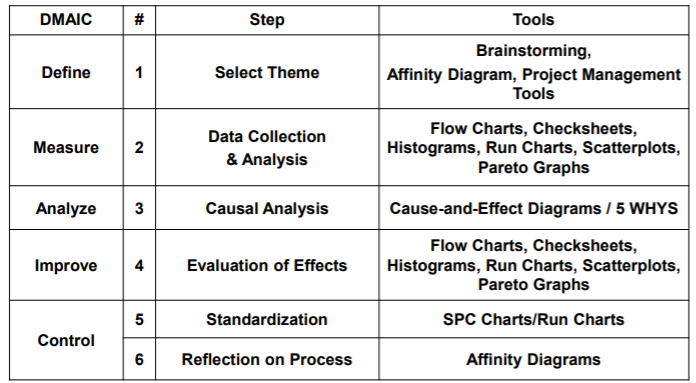 DMAIC # Step Tools
Define 1 Select Theme Brainstorming,
Affinity Diagram, Project Management
Tools
Measure 2 Data Collection
& Analysis
Flow Charts, Checksheets,
Histograms, Run Charts, Scatterplots,
Pareto Graphs
Analyze 3 Causal Analysis Cause-and-Effect Diagrams / 5 WHYS
Improve 4 Evaluation of Effects
Flow Charts, Checksheets,
Histograms, Run Charts, Scatterplots,
Pareto Graphs
Control
5 Standardization SPC Charts/Run Charts
6 Reflection on Process Affinity Diagrams